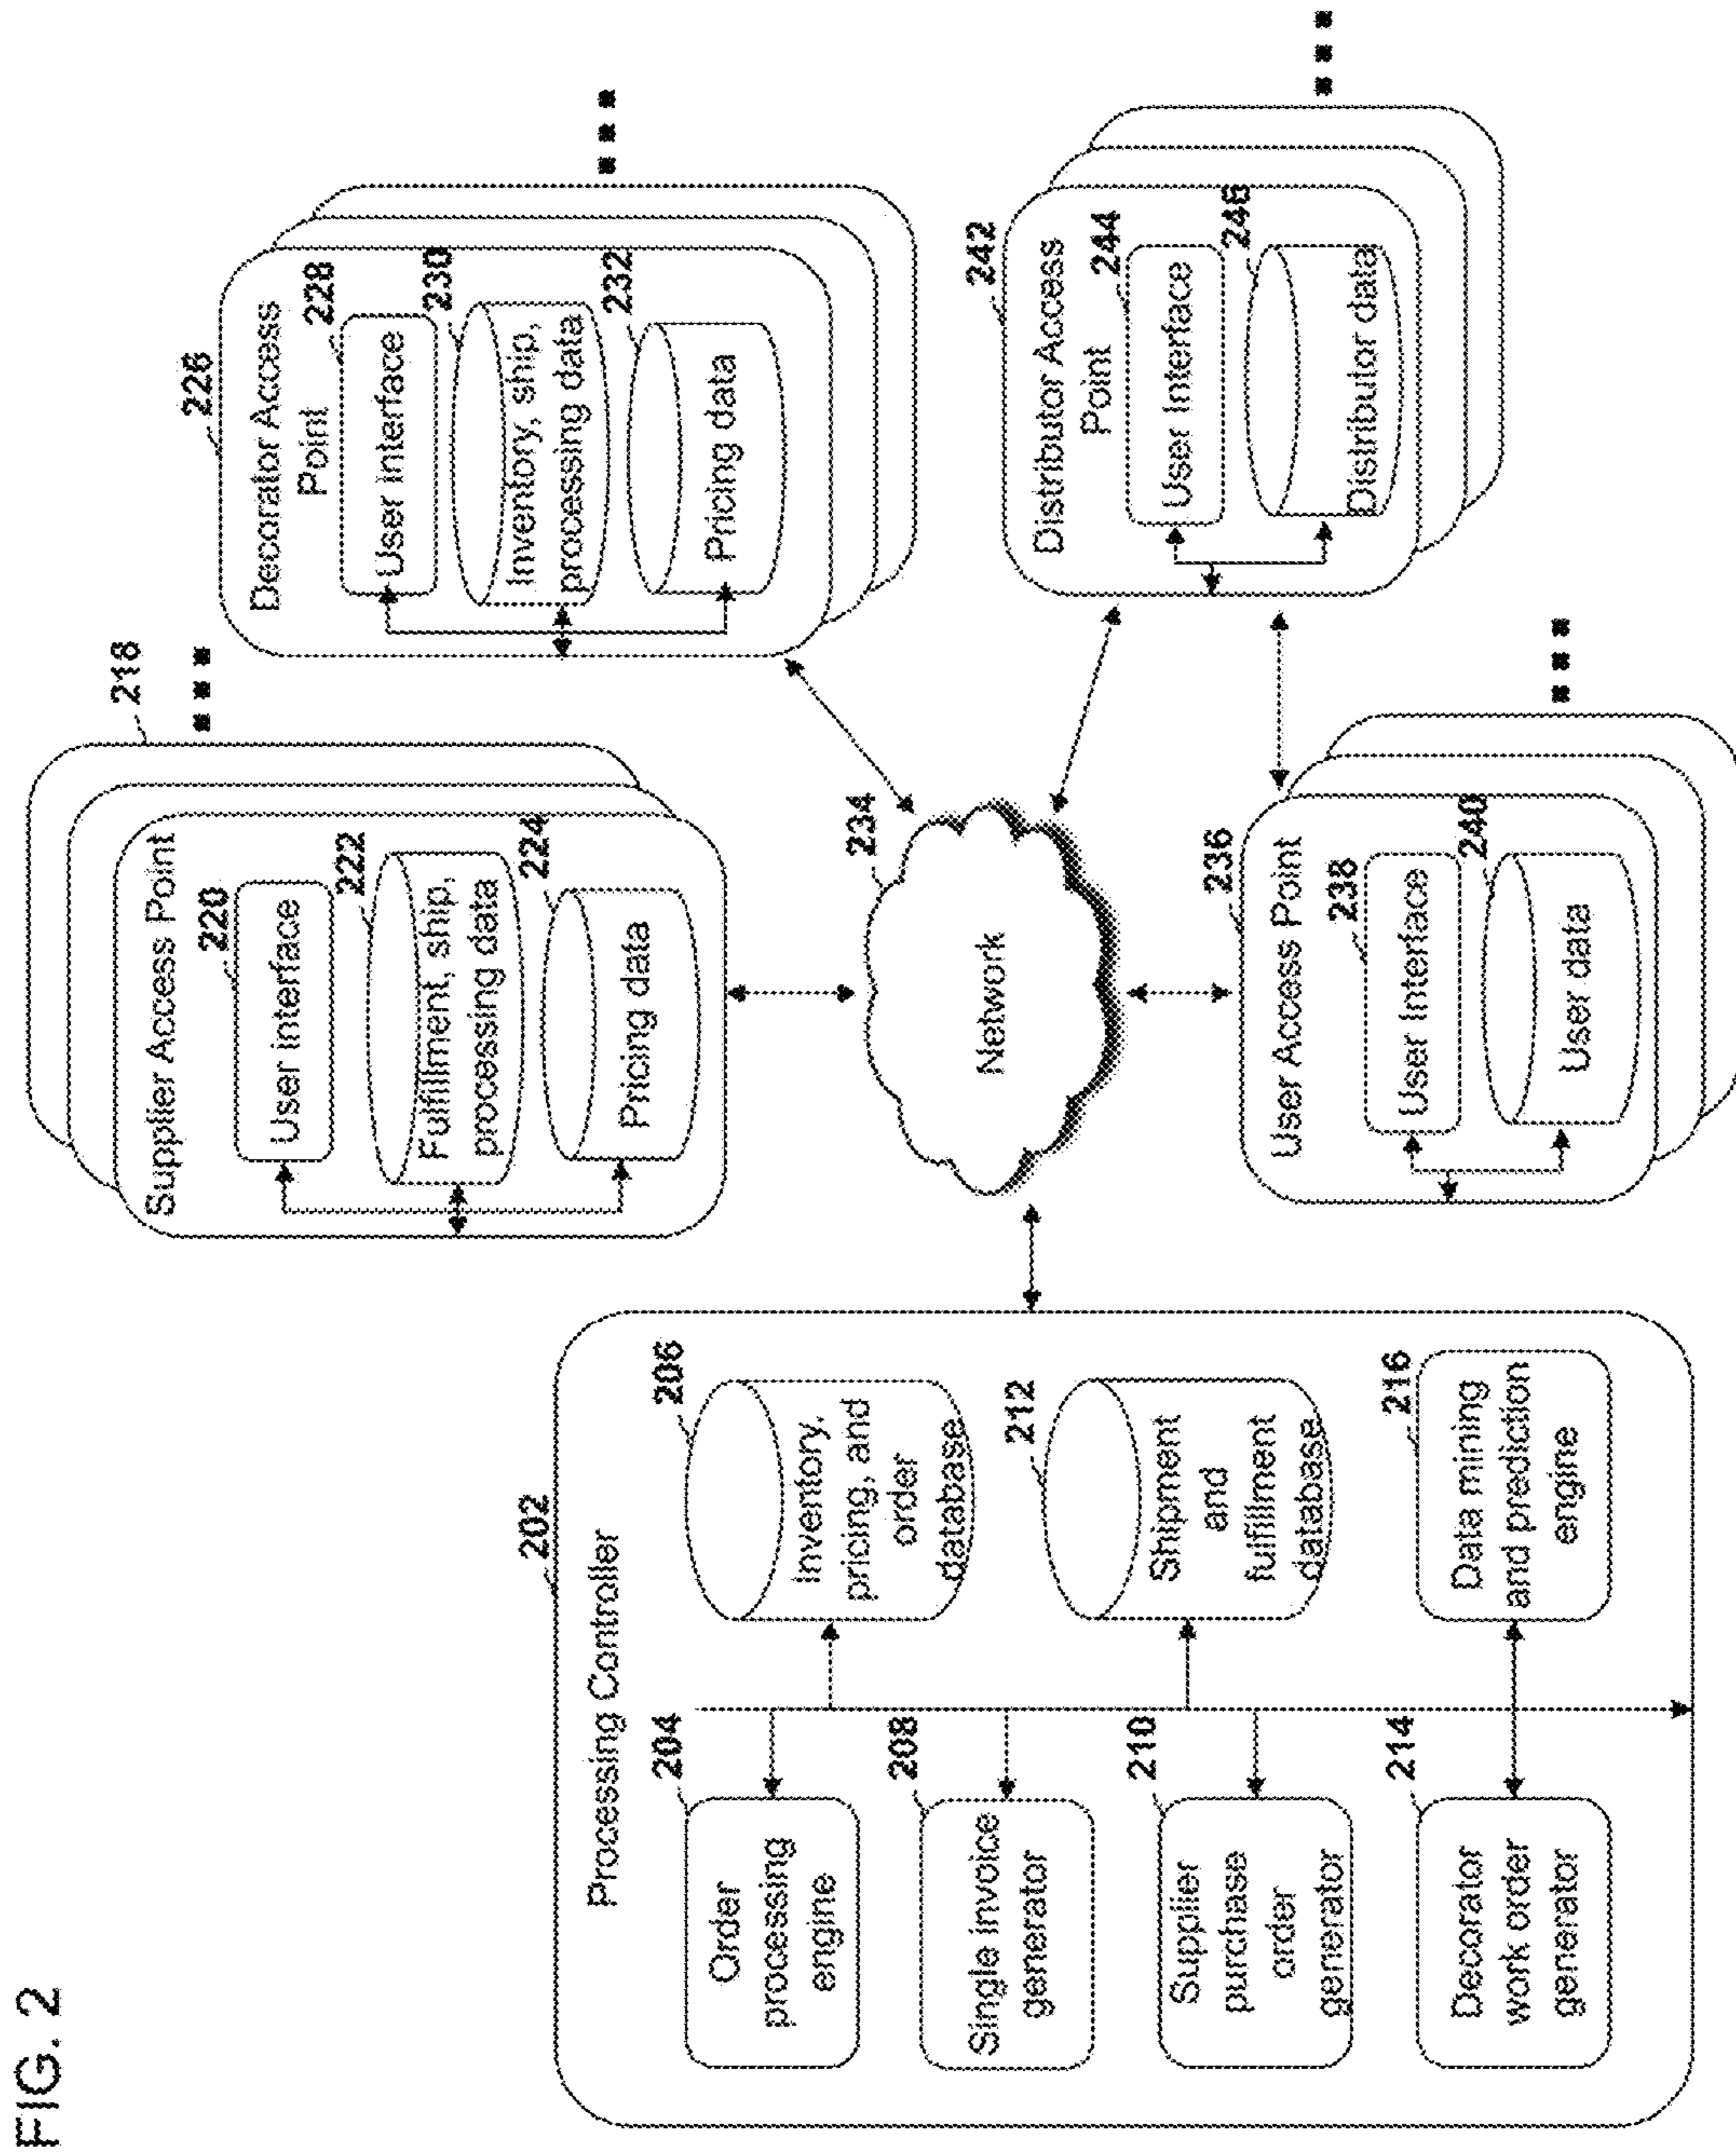 FIG. 2
202
Processing Controller
204
Order
processing
engine
206
Inventory,
pricing, and
order
database
208
Single invoice
generator
210
Supplier
purchase
order
generator
212
Shipment
and
fulfillment
database
214
Decorator
work order
generator
216
Data mining
and prediction
engine
218
Supplier Access Point
220
User interface
222
Fulfillment, ship,
processing data
224
Pricing data
226
Decorator Access
Point
228
User Interface
230
Inventory, ship,
processing data
232
Pricing data
234
Network
236
User Access Point
238
User Interface
240
User data
242
Distributor Access
Point
244
User Interface
246
Distributor data